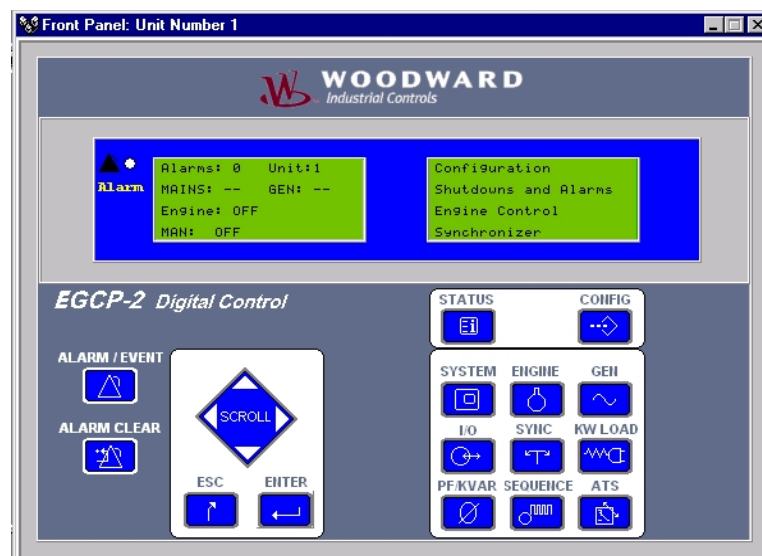 Front Panel: Unit Number 1
WOODWARD
Industrial Controls
Alarm
Alarms: 0 Unit:1
MAINS: -- GEN: --
Engine: OFF
MAN: OFF
Configuration
Shutdowns and Alarms
Engine Control
Synchronizer
EGCP-2 Digital Control
STATUS CONFIG
ALARM / EVENT
ALARM CLEAR
SCROLL
ESC ENTER
SYSTEM ENGINE GEN
I/O SYNC KW LOAD
PF/KVAR SEQUENCE ATS